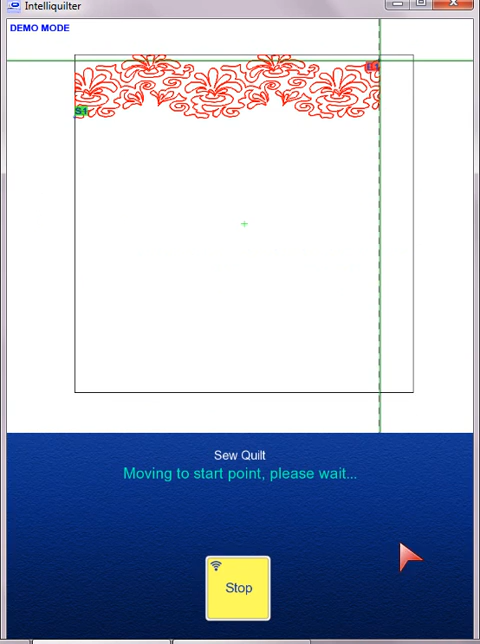 Intelliquilter
DEMO MODE
E1
S1
Sew Quilt
Moving to start point, please wait...
Stop